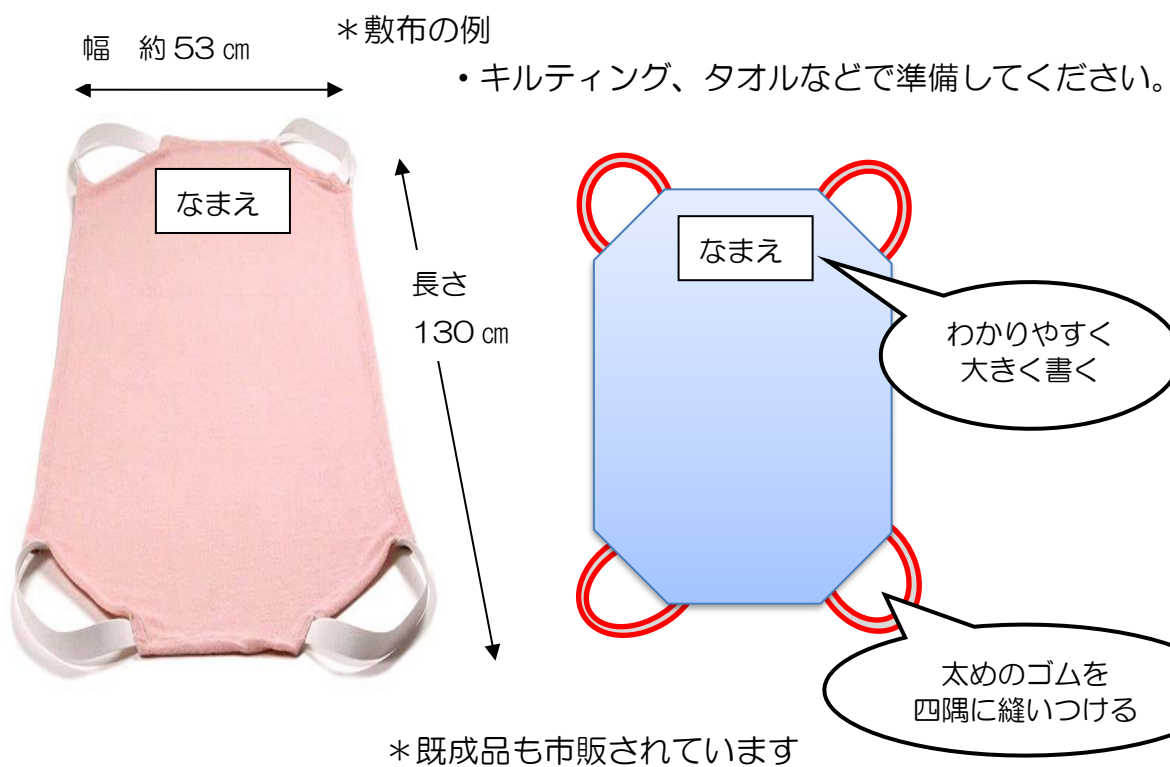 ＊敷布の例
幅　約53㎝
・キルティング、タオルなどで準備してください。
なまえ
長さ
130㎝
なまえ
わかりやすく
大きく書く
太めのゴムを
四隅に縫いつける
＊既成品も市販されています